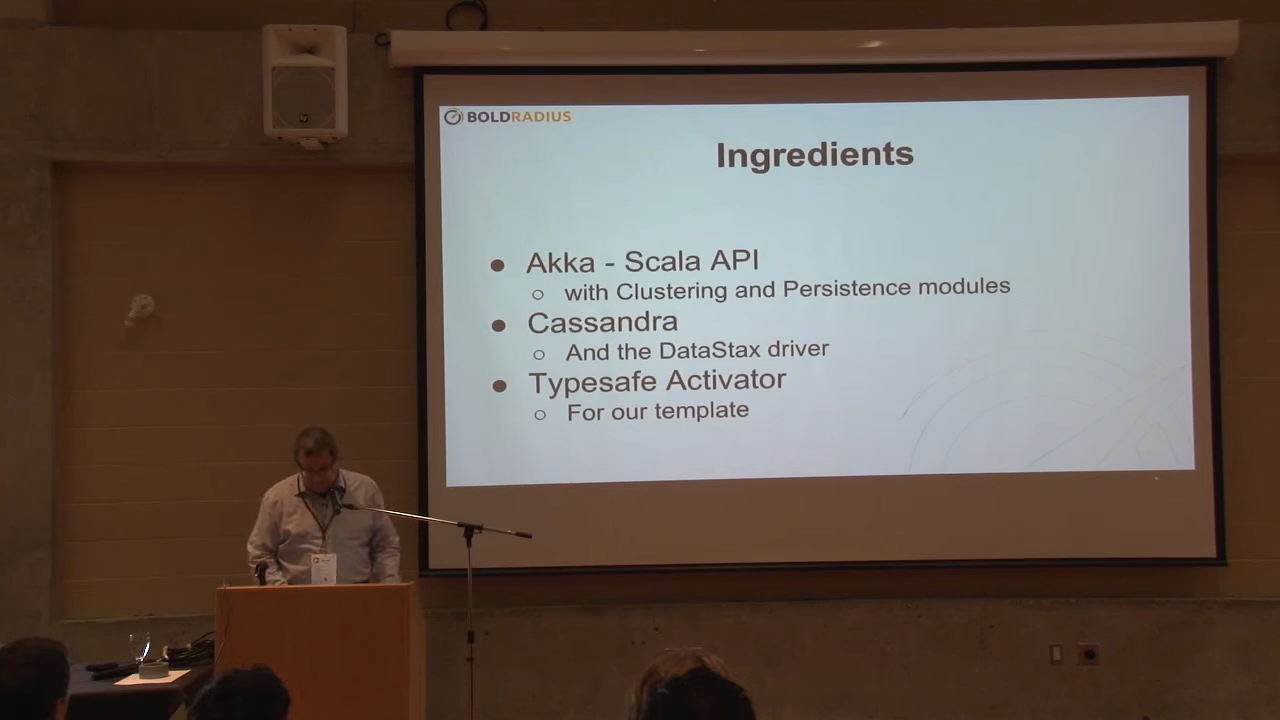 BOLDRADIUS
Ingredients
● Akka - Scala API
○ with Clustering and Persistence modules
● Cassandra
○ And the DataStax driver
● Typesafe Activator
○ For our template